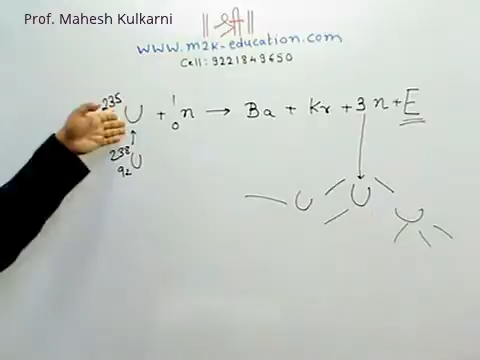 Prof. Mahesh Kulkarni
|| श्री ||
www.m2k-education.com
Cell: 9221849650
235 U + 1 0 n → Ba + Kr + 3 n + E
238 92 U
U U U